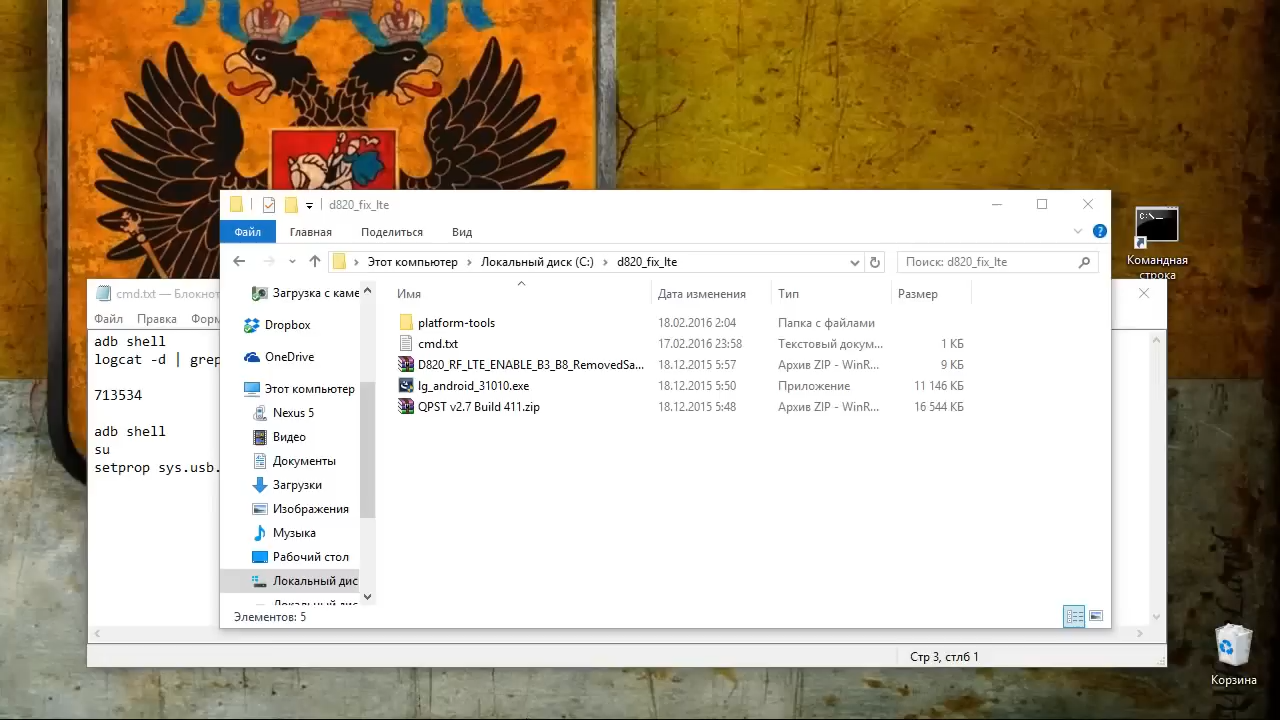 d820_fix_lte
Файл
Главная
Поделиться
Вид
Этот компьютер
Локальный диск (C:)
d820_fix_lte
Поиск: d820_fix_lte
Загрузка с каме
Dropbox
OneDrive
Этот компьютер
Nexus 5
Видео
Документы
Загрузки
Изображения
Музыка
Рабочий стол
Локальный дис
Локальный дис
Имя
Дата изменения
Тип
Размер
platform-tools
18.02.2016 2:04
Папка с файлами
cmd.txt
17.02.2016 23:58
Текстовый докум...
1 КБ
D820_RF_LTE_ENABLE_B3_B8_RemovedSa...
18.12.2015 5:57
Архив ZIP - WinR...
9 КБ
lg_android_31010.exe
18.12.2015 5:50
Приложение
11 146 КБ
QPST v2.7 Build 411.zip
18.12.2015 5:48
Архив ZIP - WinR...
16 544 КБ
Элементов: 5
cmd.txt — Блокнот
Файл
Правка
Форм
adb shell
logcat -d | grep
713534
adb shell
su
setprop sys.usb.
Стр 3, стлб 1
C:\_
Командная
строка
Корзина